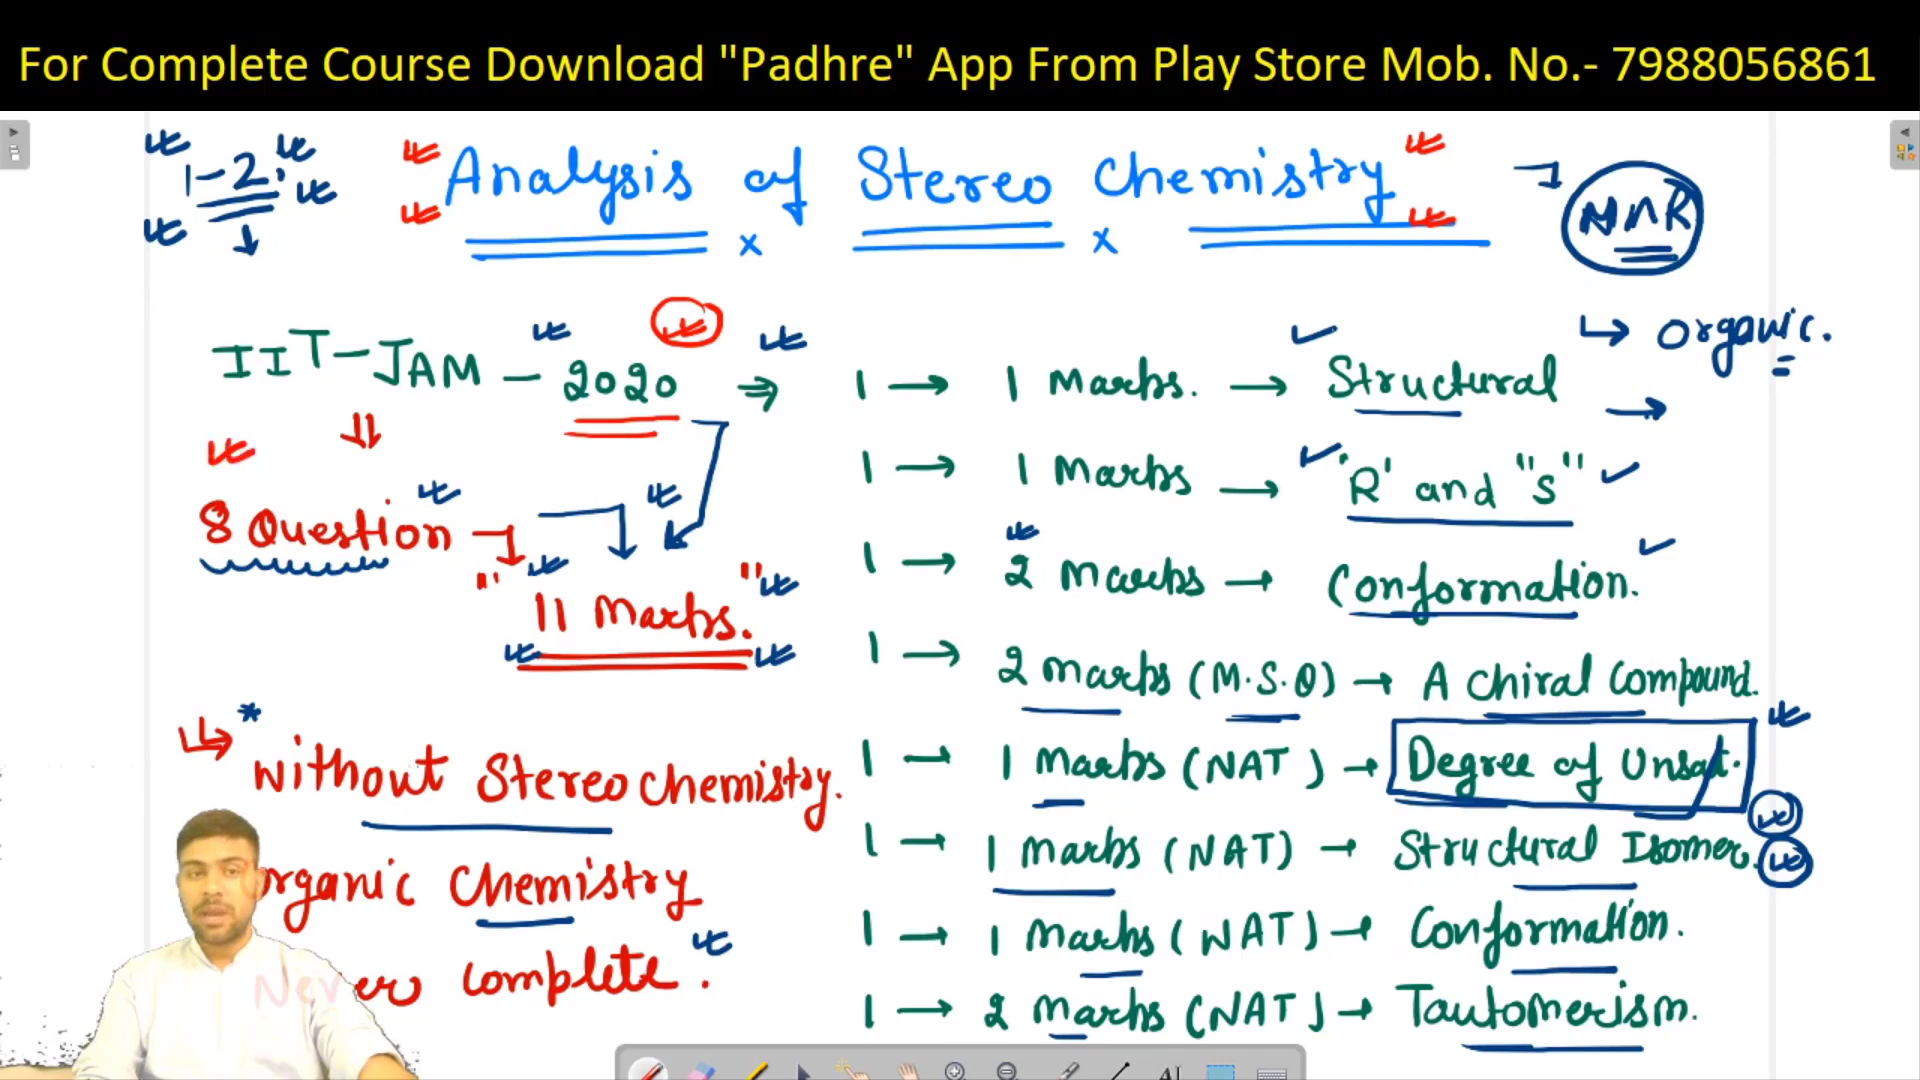 For Complete Course Download "Padhre" App From Play Store Mob. No.- 7988056861
1-2
Analysis of Stereo Chemistry
NMR
→ Organic.
IIT-JAM - 2020 ⇒
8 Question
"11 Marks."
* without Stereo chemistry.
organic Chemistry
Never complete.
1 → 1 Marks. → Structural
1 → 1 Marks → 'R' and "S"
1 → 2 Marks → Conformation.
1 → 2 marks (M.S.Q) → A chiral compound.
1 → 1 Marks (NAT) → Degree of Unsat.
1 → 1 Marks (NAT) → Structural Isomer.
1 → 1 Marks (NAT) → Conformation.
1 → 2 Marks (NAT) → Tautomerism.